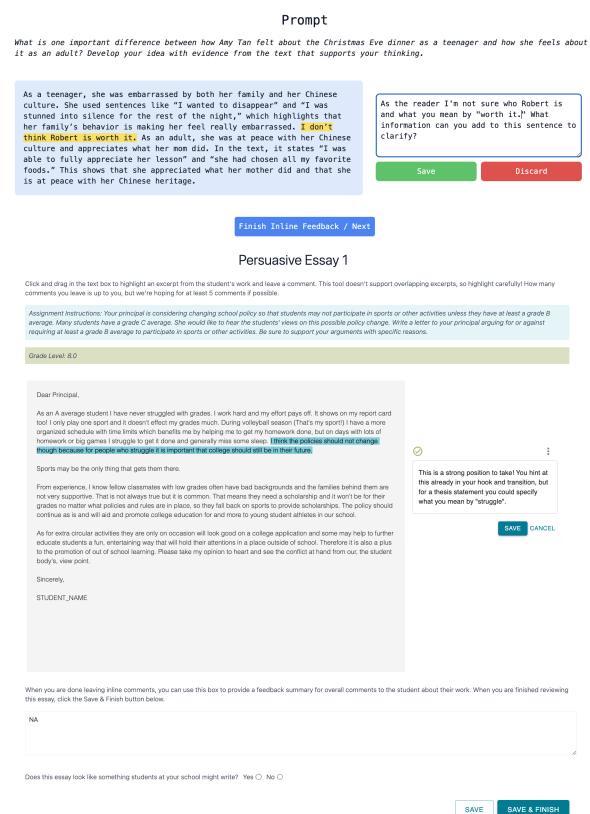 Prompt
What is one important difference between how Amy Tan felt about the Christmas Eve dinner as a teenager and how she feels about
it as an adult? Develop your idea with evidence from the text that supports your thinking.
As a teenager, she was embarrassed by both her family and her Chinese
culture. She used sentences like “I wanted to disappear” and “I was
stunned into silence for the rest of the night,” which highlights that
her family’s behavior is making her feel really embarrassed. I don’t
think Robert is worth it. As an adult, she was at peace with her Chinese
culture and appreciates what her mom did. In the text, it states “I was
able to fully appreciate her lesson” and “she had chosen all my favorite
foods.” This shows that she appreciated what her mother did and that she
is at peace with her Chinese heritage.
As the reader I'm not sure who Robert is
and what you mean by "worth it." What
information can you add to this sentence to
clarify?
Save
Discard
Finish Inline Feedback / Next
Persuasive Essay 1
Click and drag in the text box to highlight an excerpt from the student's work and leave a comment. This tool doesn't support overlapping excerpts, so highlight carefully! How many
comments you leave is up to you, but we're hoping for at least 5 comments if possible.
Assignment Instructions: Your principal is considering changing school policy so that students may not participate in sports or other activities unless they have at least a grade B
average. Many students have a grade C average. She would like to hear the students' views on this possible policy change. Write a letter to your principal arguing for or against
requiring at least a grade B average to participate in sports or other activities. Be sure to support your arguments with specific reasons.
Grade Level: 8.0
Dear Principal,
As an A average student I have never struggled with grades. I work hard and my effort pays off. It shows on my report card
too! I only play one sport and it doesn't effect my grades much. During volleyball season (That's my sport!) I have a more
organized schedule with time limits which benefits me by helping me to get my homework done, but on days with lots of
homework or big games I struggle to get it done and generally miss some sleep. I think the policies should not change
though because for people who struggle it is important that college should still be in their future.
Sports may be the only thing that gets them there.
From experience, I know fellow classmates with low grades often have bad backgrounds and the families behind them are
not very supportive. That is not always true but it is common. That means they need a scholarship and it won't be for their
grades no matter what policies and rules are in place, so they fall back on sports to provide scholarships. The policy should
continue as is and will aid and promote college education for and more to young student athletes in our school.
As for extra circular activities they are only on occasion will look good on a college application and some may help to further
educate students a fun, entertaining way that will hold their attentions in a place outside of school. Therefore it is also a plus
to the promotion of out of school learning. Please take my opinion to heart and see the conflict at hand from our, the student
body's, view point.
Sincerely,
STUDENT_NAME
This is a strong position to take! You hint at
this already in your hook and transition, but
for a thesis statement you could specify
what you mean by "struggle".
SAVE CANCEL
When you are done leaving inline comments, you can use this box to provide a feedback summary for overall comments to the student about their work. When you are finished reviewing
this essay, click the Save & Finish button below.
NA
Does this essay look like something students at your school might write? Yes No
SAVE
SAVE & FINISH